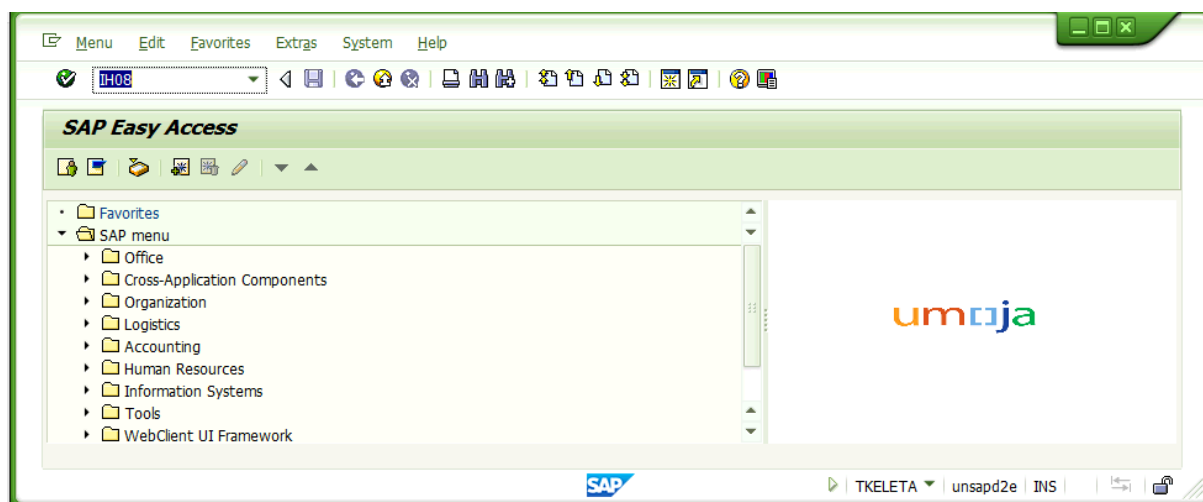 Menu Edit Favorites Extras System Help
IH08
SAP Easy Access
Favorites
SAP menu
Office
Cross-Application Components
Organization
Logistics
Accounting
Human Resources
Information Systems
Tools
WebClient UI Framework
umoja
SAP TKELETA unsapd2e INS